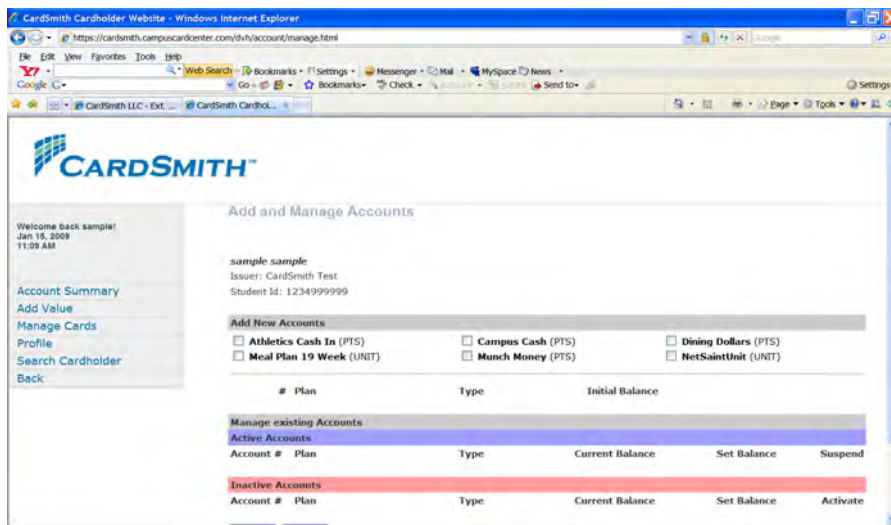 CardSmith Cardholder Website - Windows Internet Explorer
https://cardsmith.campuscardcenter.com/dvh/account/manage.html
Google
File Edit View Favorites Tools Help
Y7 Web Search Bookmarks Settings Messenger Mail MySpace News
Google G Go Bookmarks Check Send to Settings
CardSmith LLC - Ext. ... CardSmith Cardhol... Page Tools
CARDSMITH
Welcome back sample!
Jan 15, 2009
11:09 AM
Account Summary
Add Value
Manage Cards
Profile
Search Cardholder
Back
Add and Manage Accounts
sample sample
Issuer: CardSmith Test
Student Id: 1234999999
Add New Accounts
Athletics Cash In (PTS) Campus Cash (PTS) Dining Dollars (PTS)
Meal Plan 19 Week (UNIT) Munch Money (PTS) NetSaintUnit (UNIT)
# Plan Type Initial Balance
Manage existing Accounts
Active Accounts
Account # Plan Type Current Balance Set Balance Suspend
Inactive Accounts
Account # Plan Type Current Balance Set Balance Activate